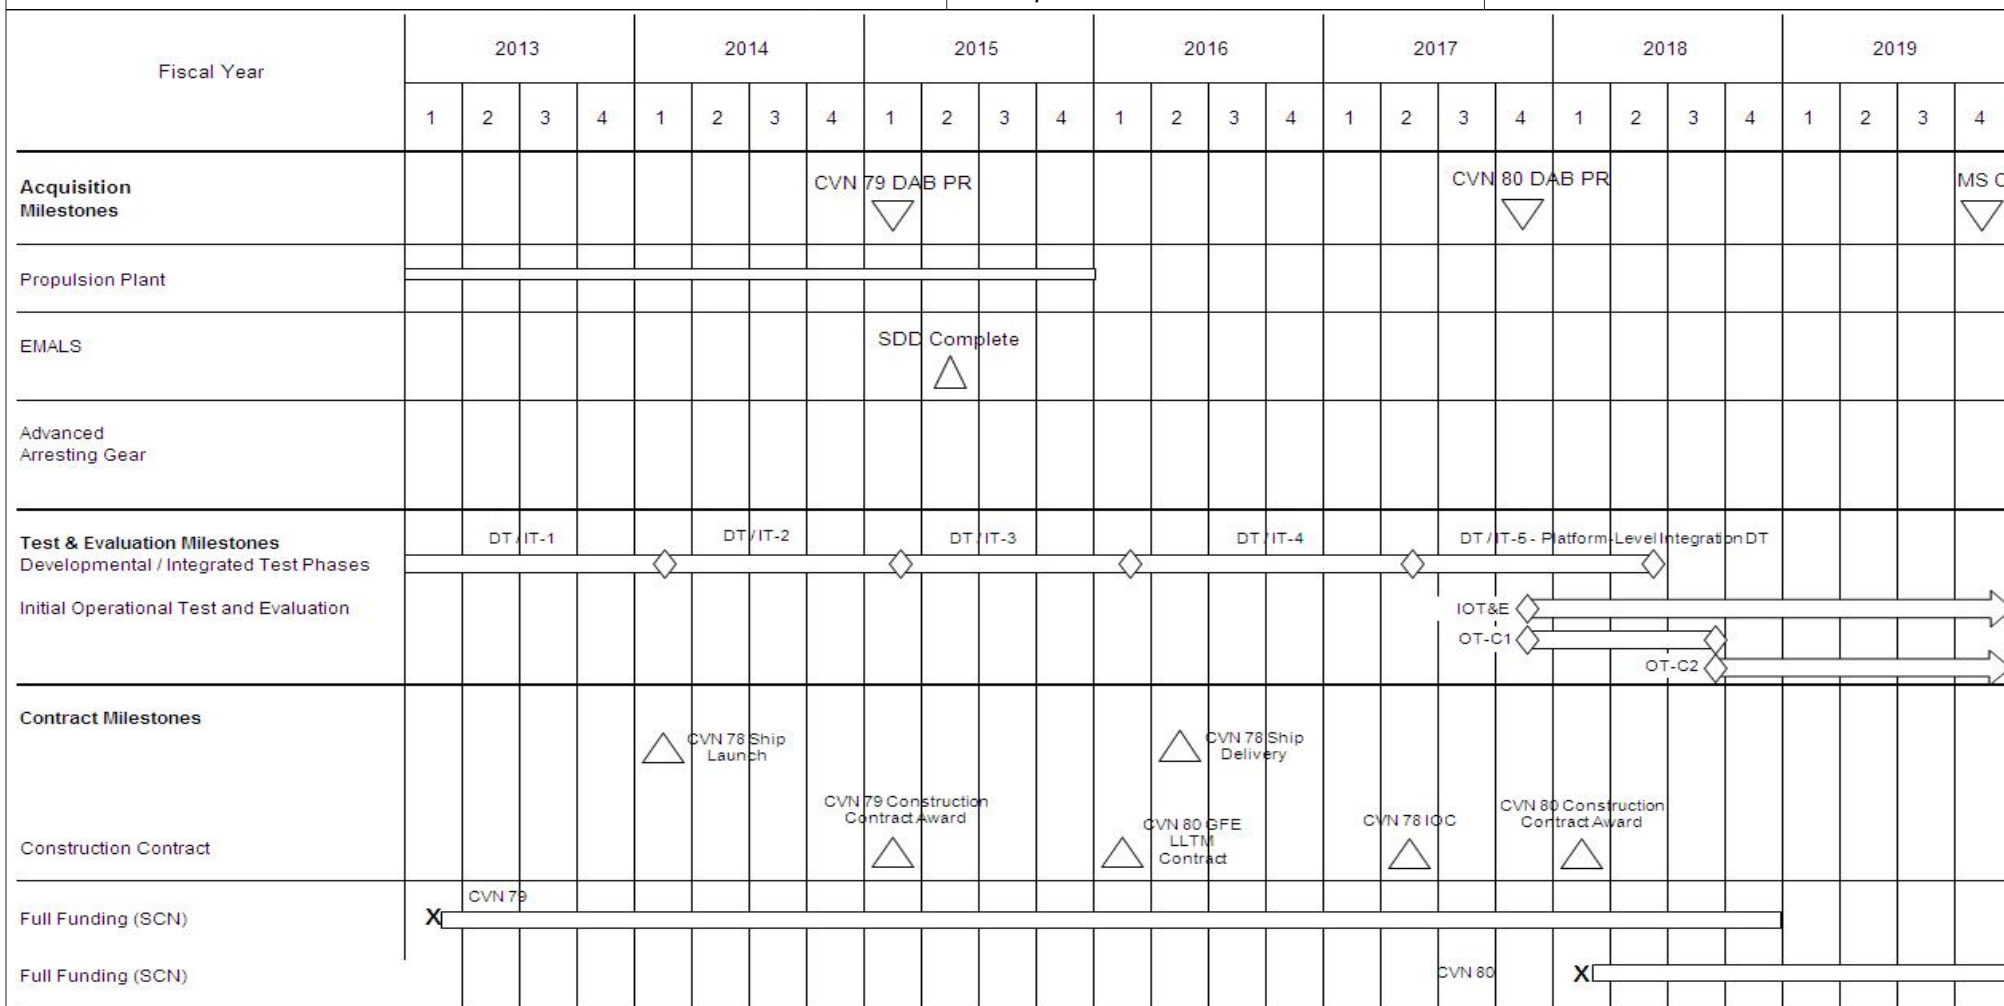 2013 2014 2015 2016 2017 2018 2019
Fiscal Year
1 2 3 4 1 2 3 4 1 2 3 4 1 2 3 4 1 2 3 4 1 2 3 4 1 2 3 4
Acquisition
Milestones
CVN 79 DAB PR
CVN 80 DAB PR
MS C
Propulsion Plant
EMALS
SDD Complete
Advanced
Arresting Gear
Test & Evaluation Milestones
Developmental / Integrated Test Phases
DT / IT-1
DT/IT-2
DT / IT-3
DT / IT-4
DT / IT-5 - Platform-Level Integration DT
Initial Operational Test and Evaluation
IOT&E
OT-C1
OT-C2
Contract Milestones
CVN 78 Ship
Launch
CVN 78 Ship
Delivery
Construction Contract
CVN 79 Construction
Contract Award
CVN 80 GFE
LLTM
Contract
CVN 78 IOC
CVN 80 Construction
Contract Award
Full Funding (SCN)
CVN 79
X
Full Funding (SCN)
CVN 80
X